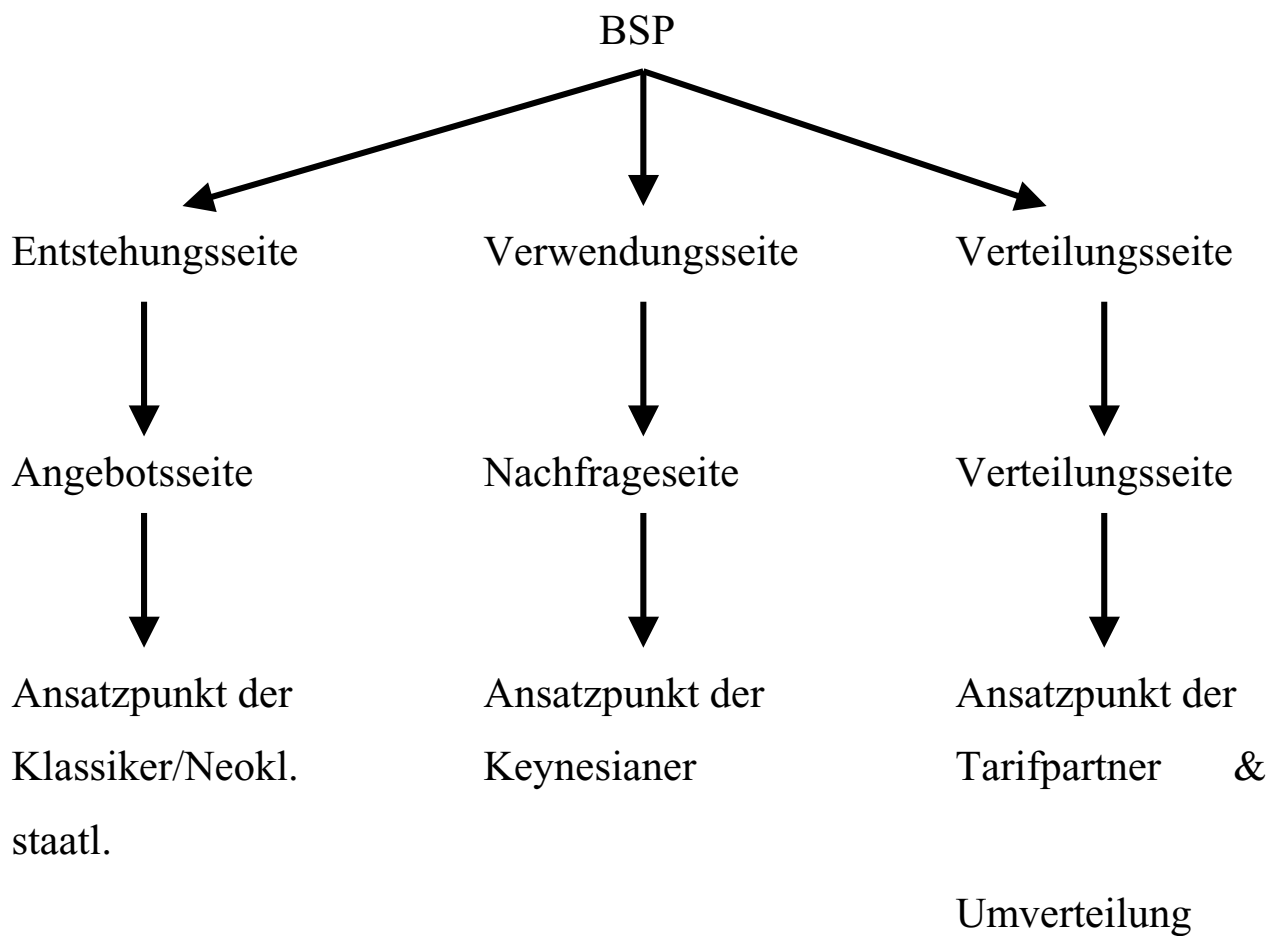 BSP
Entstehungsseite Verwendungsseite Verteilungsseite
Angebotsseite Nachfrageseite Verteilungsseite
Ansatzpunkt der Ansatzpunkt der Ansatzpunkt der
Klassiker/Neokl. Keynesianer Tarifpartner &
staatl.
Umverteilung